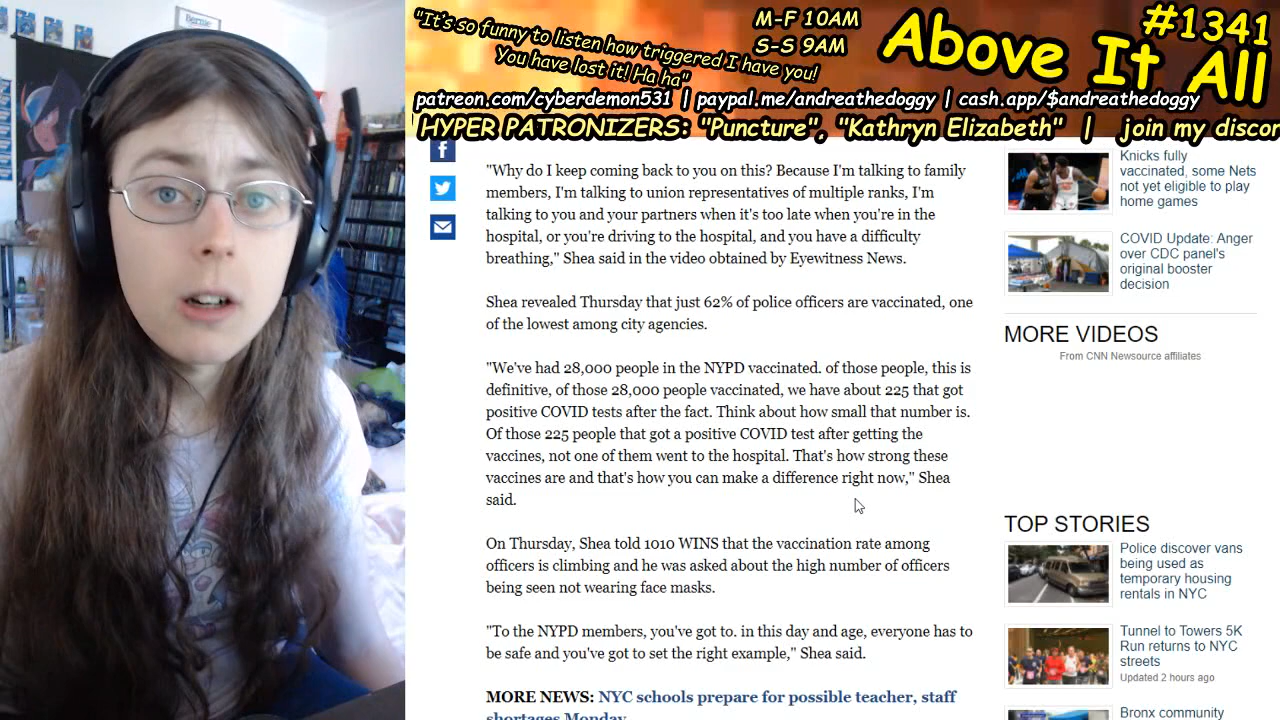 Bernie
"It's so funny to listen how triggered I have you!
You have lost it! Ha ha"
M-F 10AM
S-S 9AM
Above It All
#1341
patreon.com/cyberdemon531 | paypal.me/andreathedoggy | cash.app/$andreathedoggy
HYPER PATRONIZERS: "Puncture", "Kathryn Elizabeth" | join my discor
"Why do I keep coming back to you on this? Because I'm talking to family
members, I'm talking to union representatives of multiple ranks, I'm
talking to you and your partners when it's too late when you're in the
hospital, or you're driving to the hospital, and you have a difficulty
breathing," Shea said in the video obtained by Eyewitness News.
Shea revealed Thursday that just 62% of police officers are vaccinated, one
of the lowest among city agencies.
"We've had 28,000 people in the NYPD vaccinated. of those people, this is
definitive, of those 28,000 people vaccinated, we have about 225 that got
positive COVID tests after the fact. Think about how small that number is.
Of those 225 people that got a positive COVID test after getting the
vaccines, not one of them went to the hospital. That's how strong these
vaccines are and that's how you can make a difference right now," Shea
said.
On Thursday, Shea told 1010 WINS that the vaccination rate among
officers is climbing and he was asked about the high number of officers
being seen not wearing face masks.
"To the NYPD members, you've got to. in this day and age, everyone has to
be safe and you've got to set the right example," Shea said.
MORE NEWS: NYC schools prepare for possible teacher, staff
shortages Monday
Knicks fully
vaccinated, some Nets
not yet eligible to play
home games
COVID Update: Anger
over CDC panel's
original booster
decision
MORE VIDEOS
From CNN Newsource affiliates
TOP STORIES
Police discover vans
being used as
temporary housing
rentals in NYC
Tunnel to Towers 5K
Run returns to NYC
streets
Updated 2 hours ago
Bronx community